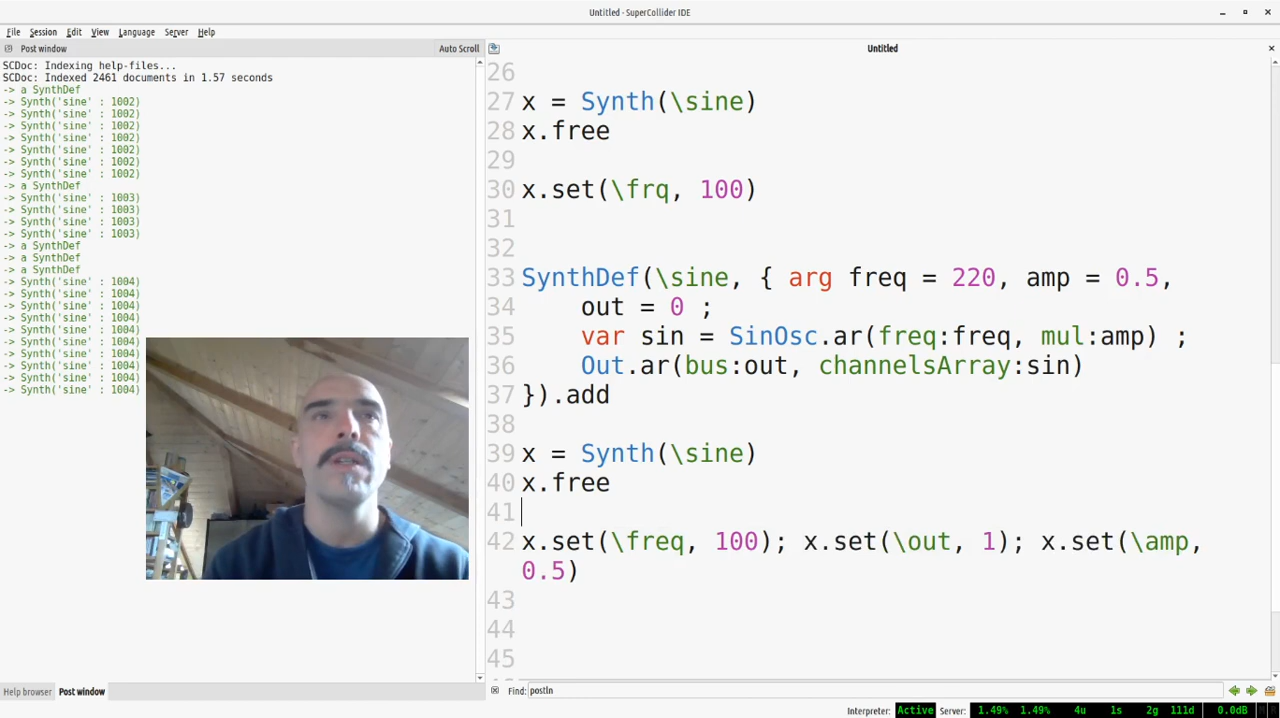 Untitled - SuperCollider IDE
File Session Edit View Language Server Help
Post window Auto Scroll
SCDoc: Indexing help-files...
SCDoc: Indexed 2461 documents in 1.57 seconds
-> a SynthDef
-> Synth('sine' : 1002)
-> Synth('sine' : 1002)
-> Synth('sine' : 1002)
-> Synth('sine' : 1002)
-> Synth('sine' : 1002)
-> Synth('sine' : 1002)
-> Synth('sine' : 1002)
-> a SynthDef
-> Synth('sine' : 1003)
-> Synth('sine' : 1003)
-> Synth('sine' : 1003)
-> Synth('sine' : 1003)
-> a SynthDef
-> a SynthDef
-> a SynthDef
-> Synth('sine' : 1004)
-> Synth('sine' : 1004)
-> Synth('sine' : 1004)
-> Synth('sine' : 1004)
-> Synth('sine' : 1004)
-> Synth('sine' : 1004)
-> Synth('sine' : 1004)
-> Synth('sine' : 1004)
-> Synth('sine' : 1004)
-> Synth('sine' : 1004)
Help browser Post window
Untitled
26
27 x = Synth(\sine)
28 x.free
29
30 x.set(\frq, 100)
31
32
33 SynthDef(\sine, { arg freq = 220, amp = 0.5,
34 out = 0 ;
35 var sin = SinOsc.ar(freq:freq, mul:amp) ;
36 Out.ar(bus:out, channelsArray:sin)
37 }).add
38
39 x = Synth(\sine)
40 x.free
41
42 x.set(\freq, 100); x.set(\out, 1); x.set(\amp,
0.5)
43
44
45
Find: postln
Interpreter: Active Server: 1.49% 1.49% 4u 1s 2g 111d 0.0dB